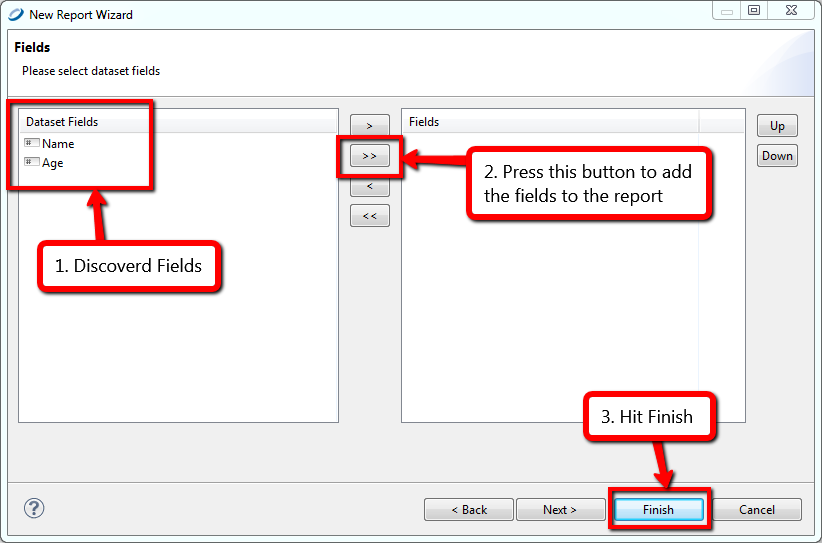 New Report Wizard
Fields
Please select dataset fields
Dataset Fields
Name
Age
>
>>
<
<<
Fields
Up
Down
1. Discoverd Fields
2. Press this button to add
the fields to the report
3. Hit Finish
?
< Back
Next >
Finish
Cancel